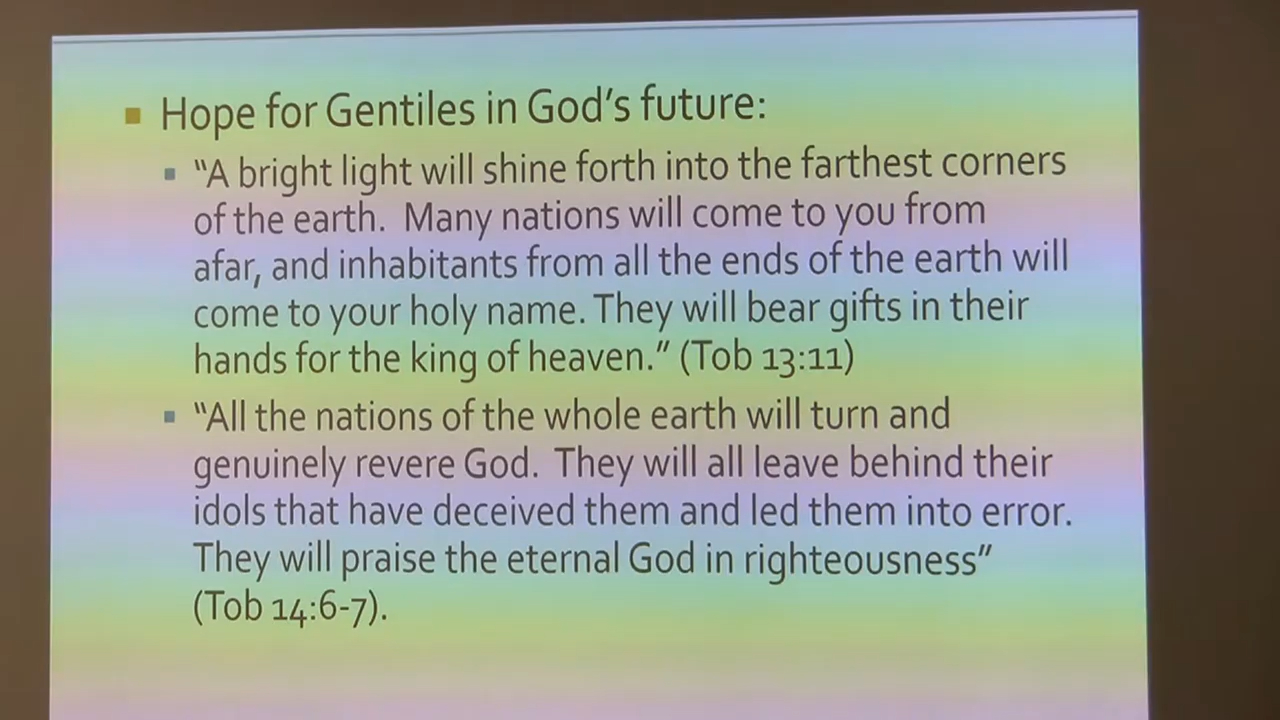 Hope for Gentiles in God's future:
"A bright light will shine forth into the farthest corners
of the earth. Many nations will come to you from
afar, and inhabitants from all the ends of the earth will
come to your holy name. They will bear gifts in their
hands for the king of heaven." (Tob 13:11)
"All the nations of the whole earth will turn and
genuinely revere God. They will all leave behind their
idols that have deceived them and led them into error.
They will praise the eternal God in righteousness"
(Tob 14:6-7).